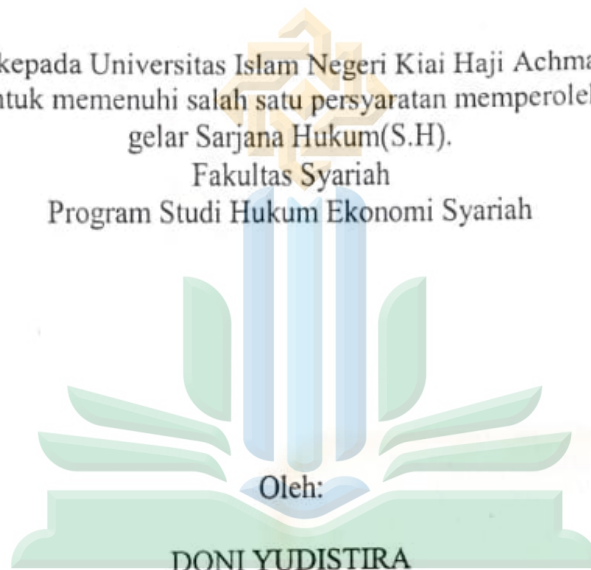 kepada Universitas Islam Negeri Kiai Haji Achma
ntuk memenuhi salah satu persyaratan memperoleh
gelar Sarjana Hukum(S.H).
Fakultas Syariah
Program Studi Hukum Ekonomi Syariah
Oleh:
DONI YUDISTIRA